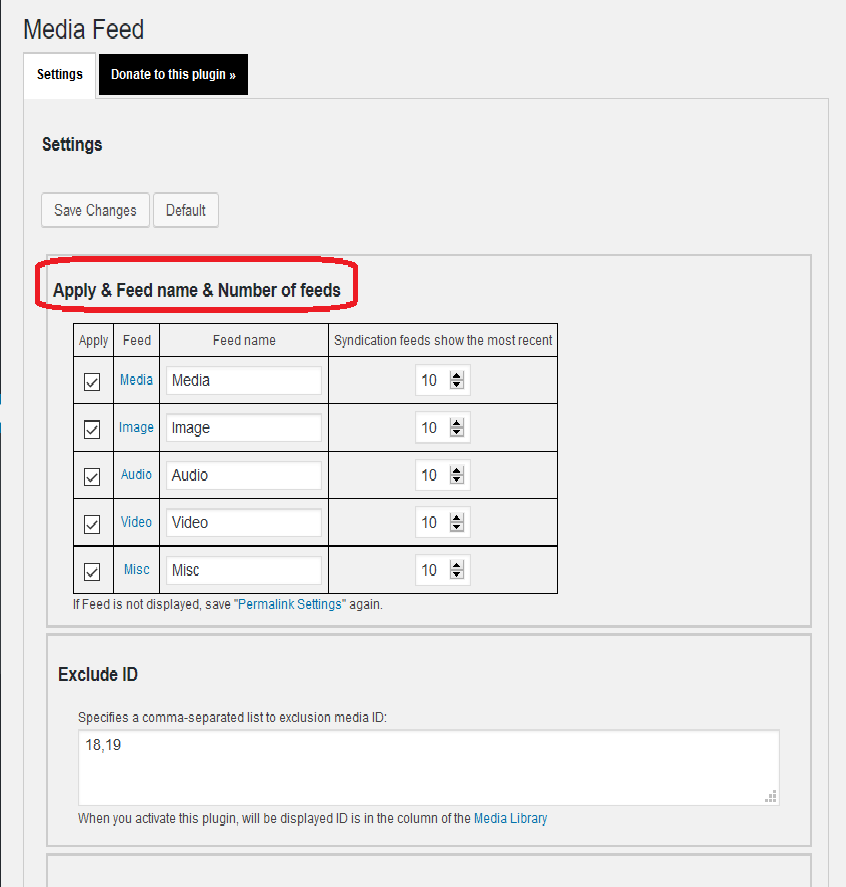 Media Feed
Settings
Donate to this plugin »
Settings
Save Changes
Default
Apply & Feed name & Number of feeds
Apply Feed Feed name Syndication feeds show the most recent
Media Media 10
Image Image 10
Audio Audio 10
Video Video 10
Misc Misc 10
If Feed is not displayed, save "Permalink Settings" again.
Exclude ID
Specifies a comma-separated list to exclusion media ID:
18,19
When you activate this plugin, will be displayed ID is in the column of the Media Library